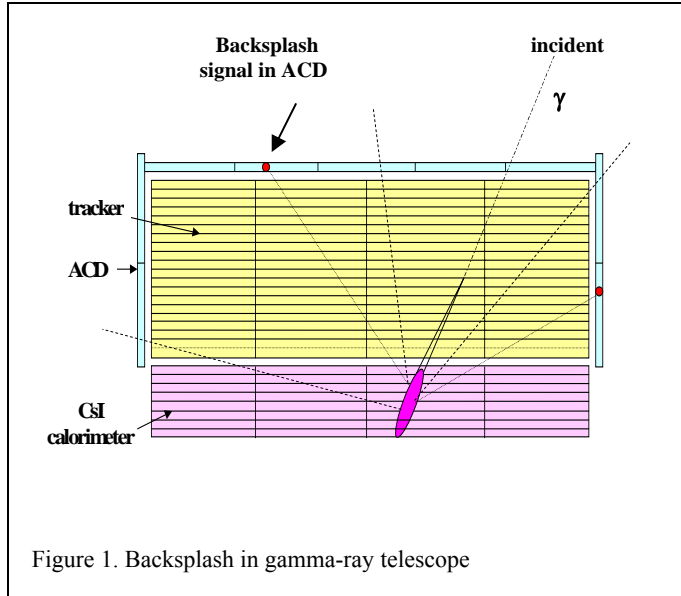 Backsplash
signal in ACD
incident
γ
tracker
ACD
CsI
calorimeter
Figure 1. Backsplash in gamma-ray telescope